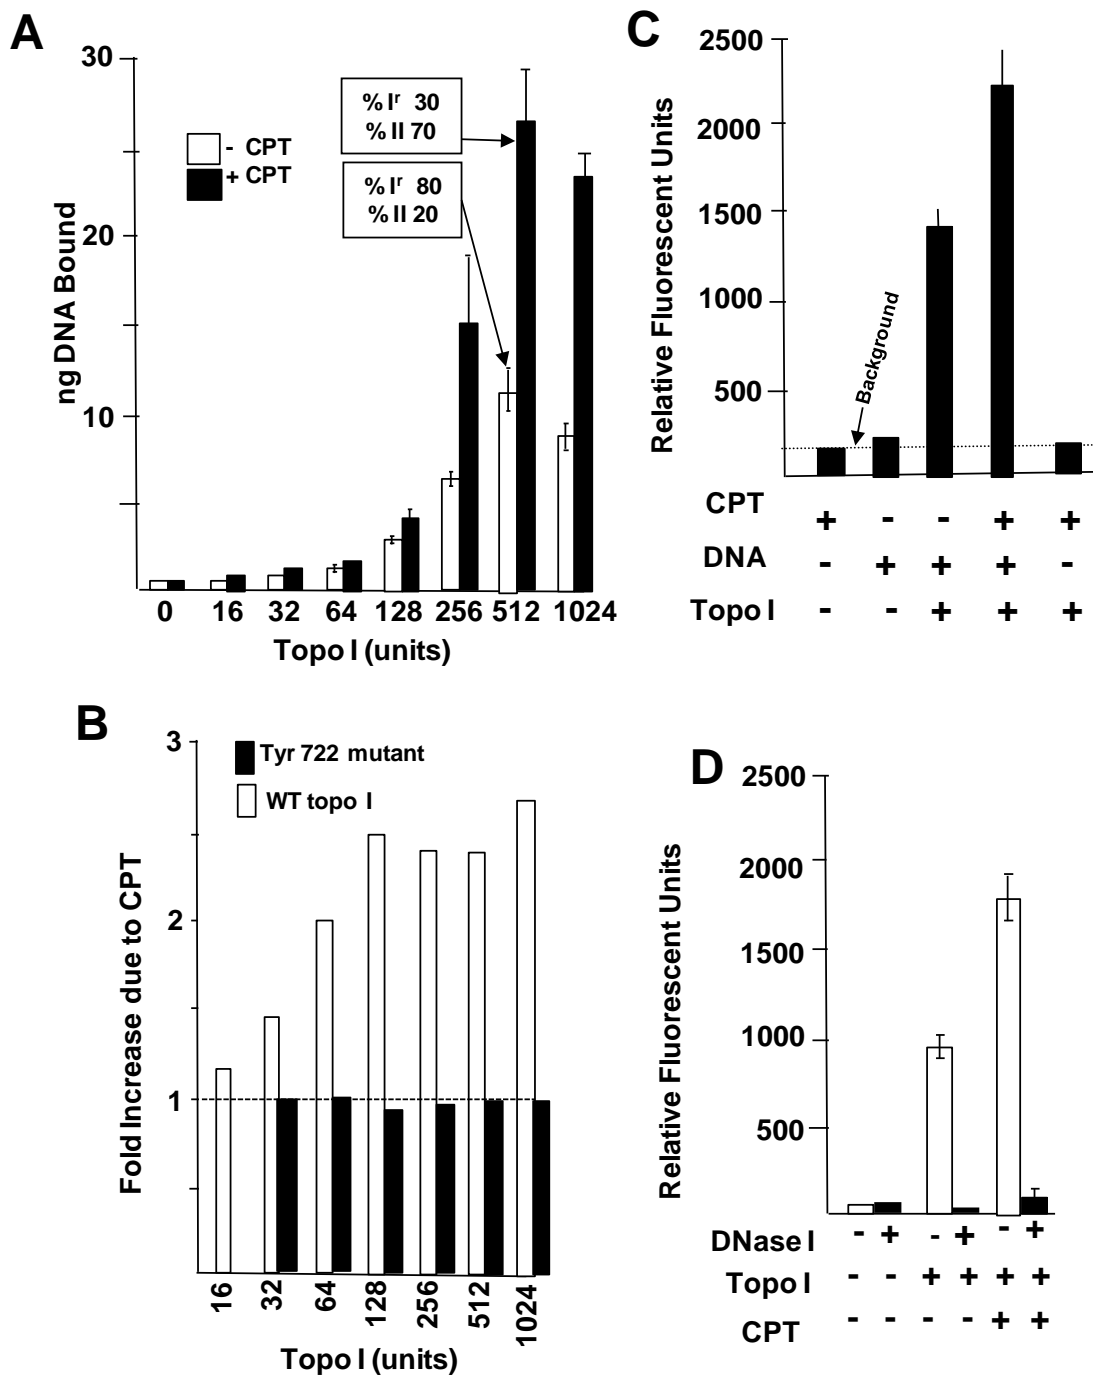 A
30
20
10
ng DNA Bound
- CPT
+ CPT
% Iʳ 30
% II 70
% Iʳ 80
% II 20
0 16 32 64 128 256 512 1024
Topo I (units)
C
2500
2000
1500
1000
500
Relative Fluorescent Units
Background
CPT + - - + +
DNA - + + + -
Topo I - - + + +
B
3
2
1
Fold Increase due to CPT
Tyr 722 mutant
WT topo I
16 32 64 128 256 512 1024
Topo I (units)
D
2500
2000
1500
1000
500
Relative Fluorescent Units
DNase I - + - + - +
Topo I - - + + + +
CPT - - - - + +